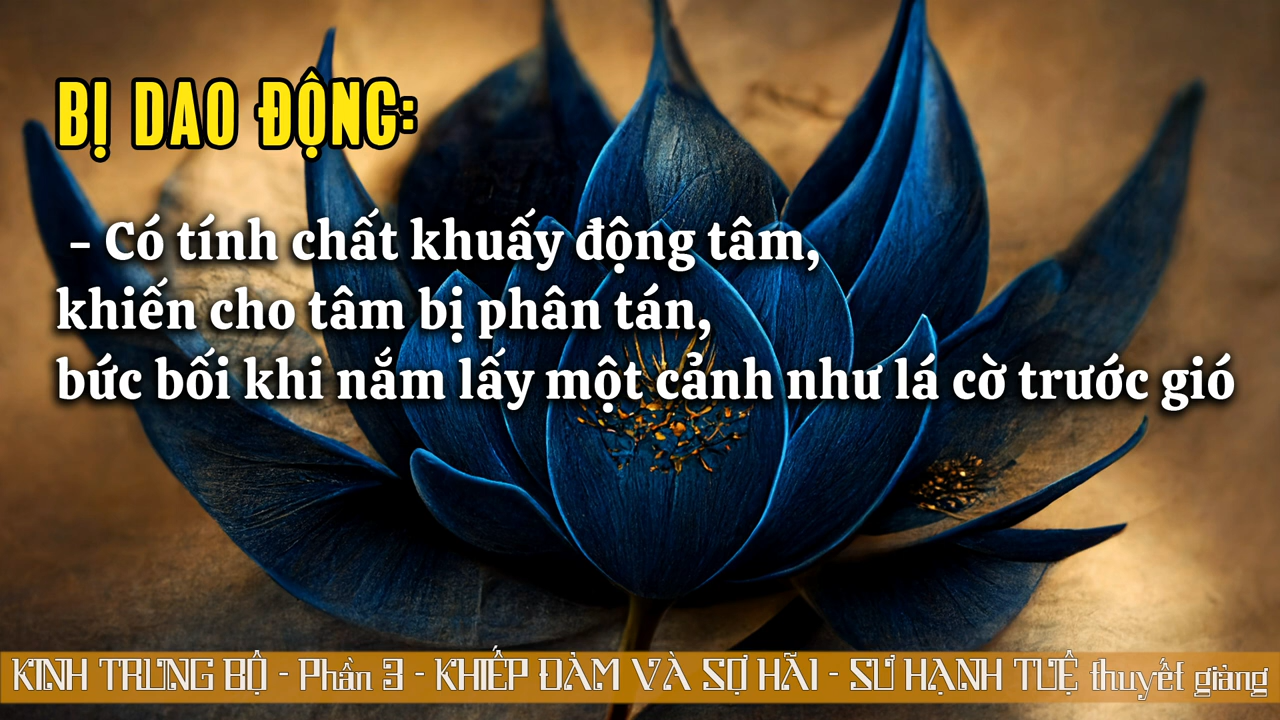 BỊ DAO ĐỘNG:
- Có tính chất khuấy động tâm,
khiến cho tâm bị phân tán,
bức bối khi nắm lấy một cảnh như lá cờ trước gió
KINH TRUNG BỘ - Phần 3 - KHIẾP ĐÀM VÀ SỢ HÃI - SƯ HẠNH TUỆ thuyết giảng